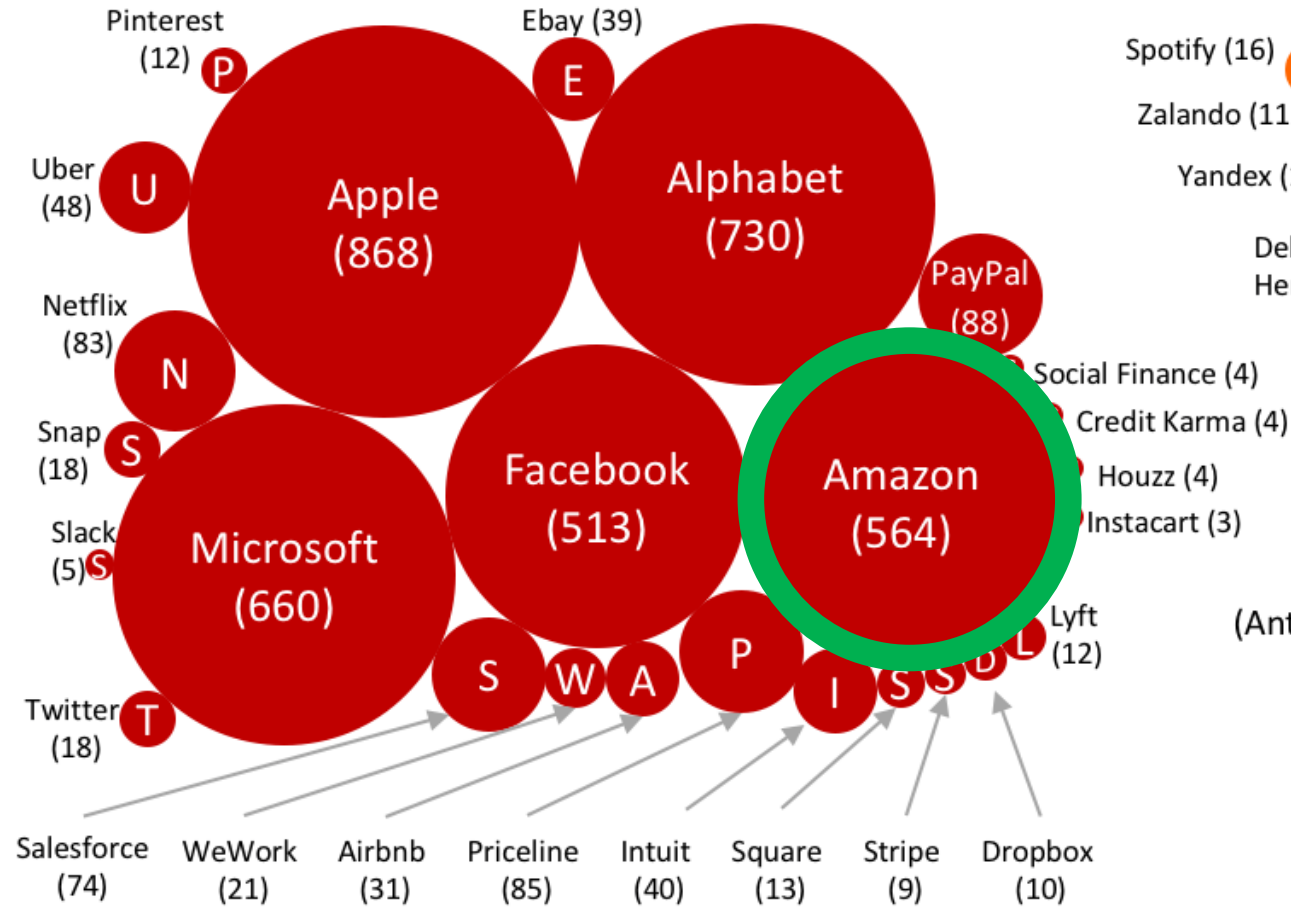 Pinterest
(12)
P
Ebay (39)
E
Spotify (16)
Zalando (11
Yandex (
Uber
(48)
U
Apple
(868)
Alphabet
(730)
PayPal
(88)
Netflix
(83)
N
Social Finance (4)
Credit Karma (4)
Houzz (4)
Instacart (3)
Snap
(18)
S
Facebook
(513)
Amazon
(564)
Slack
(5)
S
Microsoft
(660)
Lyft
(12)
L
(Ant
Twitter
(18)
T
S
W
A
P
I
S
S
D
Salesforce
(74)
WeWork
(21)
Airbnb
(31)
Priceline
(85)
Intuit
(40)
Square
(13)
Stripe
(9)
Dropbox
(10)